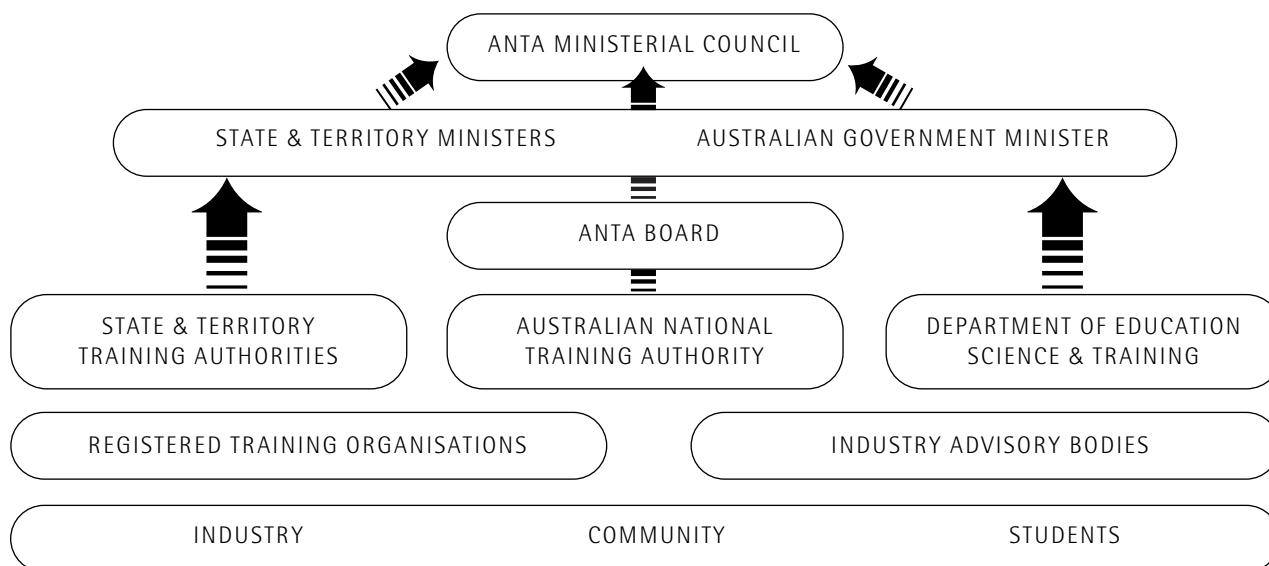 ANTA MINISTERIAL COUNCIL
STATE & TERRITORY MINISTERS
AUSTRALIAN GOVERNMENT MINISTER
ANTA BOARD
STATE & TERRITORY
TRAINING AUTHORITIES
AUSTRALIAN NATIONAL
TRAINING AUTHORITY
DEPARTMENT OF EDUCATION
SCIENCE & TRAINING
REGISTERED TRAINING ORGANISATIONS
INDUSTRY ADVISORY BODIES
INDUSTRY
COMMUNITY
STUDENTS